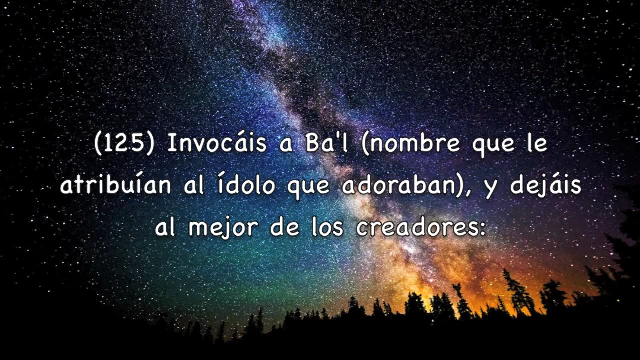 (125) Invocáis a Ba'l (nombre que le
atribuían al ídolo que adoraban), y dejáis
al mejor de los creadores: